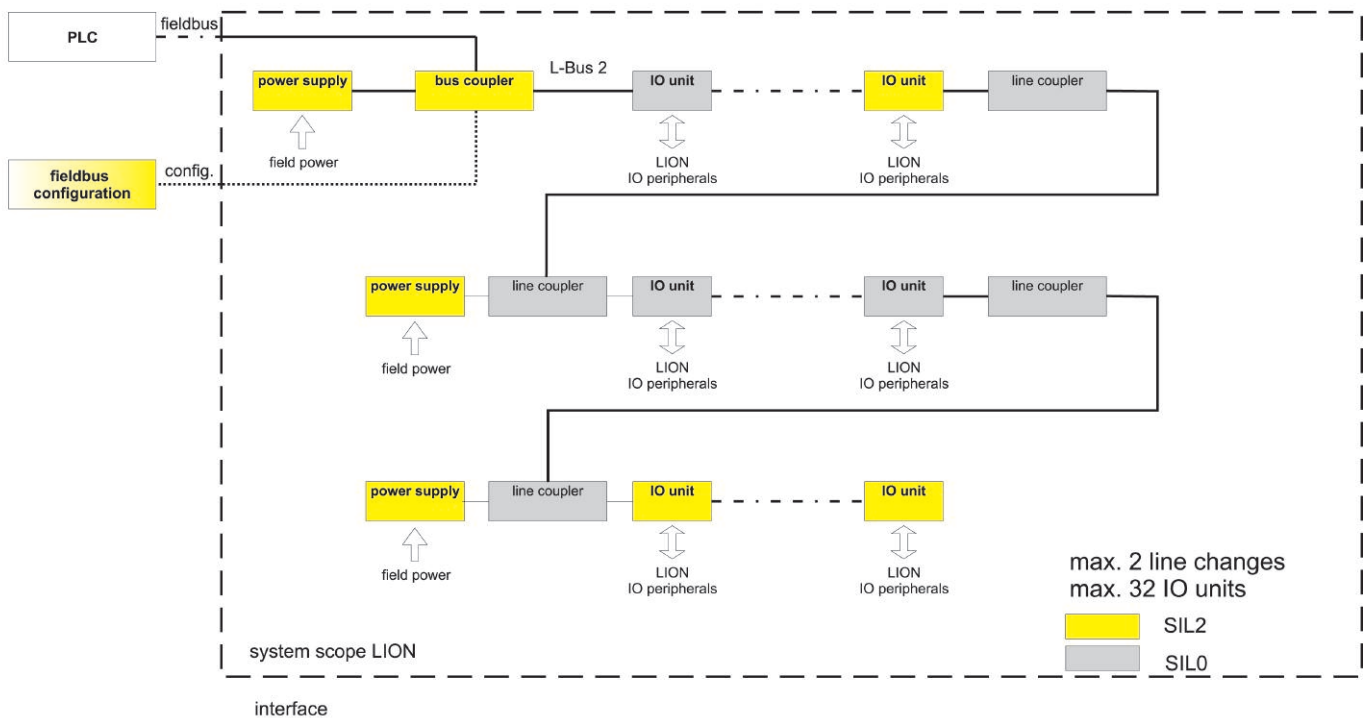 fieldbus
PLC
L-Bus 2
power supply
bus coupler
IO unit
IO unit
line coupler
field power
LION
IO peripherals
LION
IO peripherals
config.
fieldbus
configuration
power supply
line coupler
IO unit
IO unit
line coupler
field power
LION
IO peripherals
LION
IO peripherals
power supply
line coupler
IO unit
IO unit
field power
LION
IO peripherals
LION
IO peripherals
max. 2 line changes
max. 32 IO units
SIL2
SIL0
system scope LION
interface